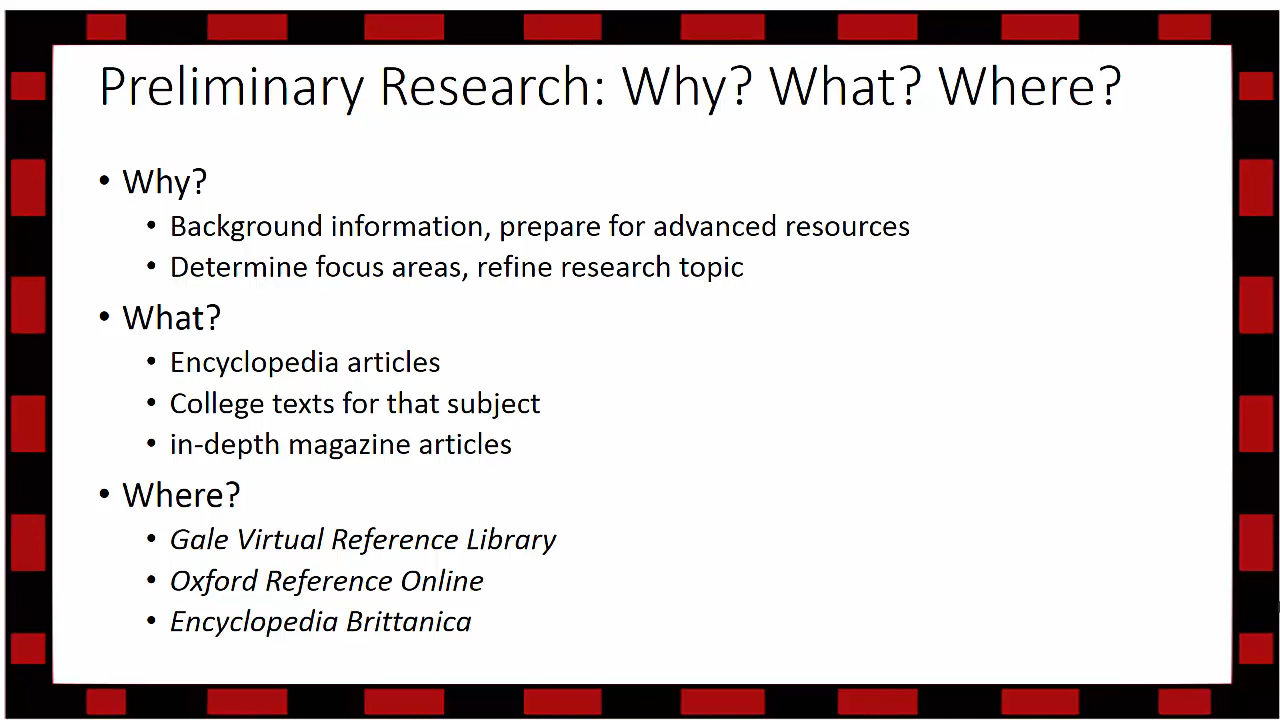 Preliminary Research: Why? What? Where?
• Why?
• Background information, prepare for advanced resources
• Determine focus areas, refine research topic
• What?
• Encyclopedia articles
• College texts for that subject
• in-depth magazine articles
• Where?
• Gale Virtual Reference Library
• Oxford Reference Online
• Encyclopedia Brittanica